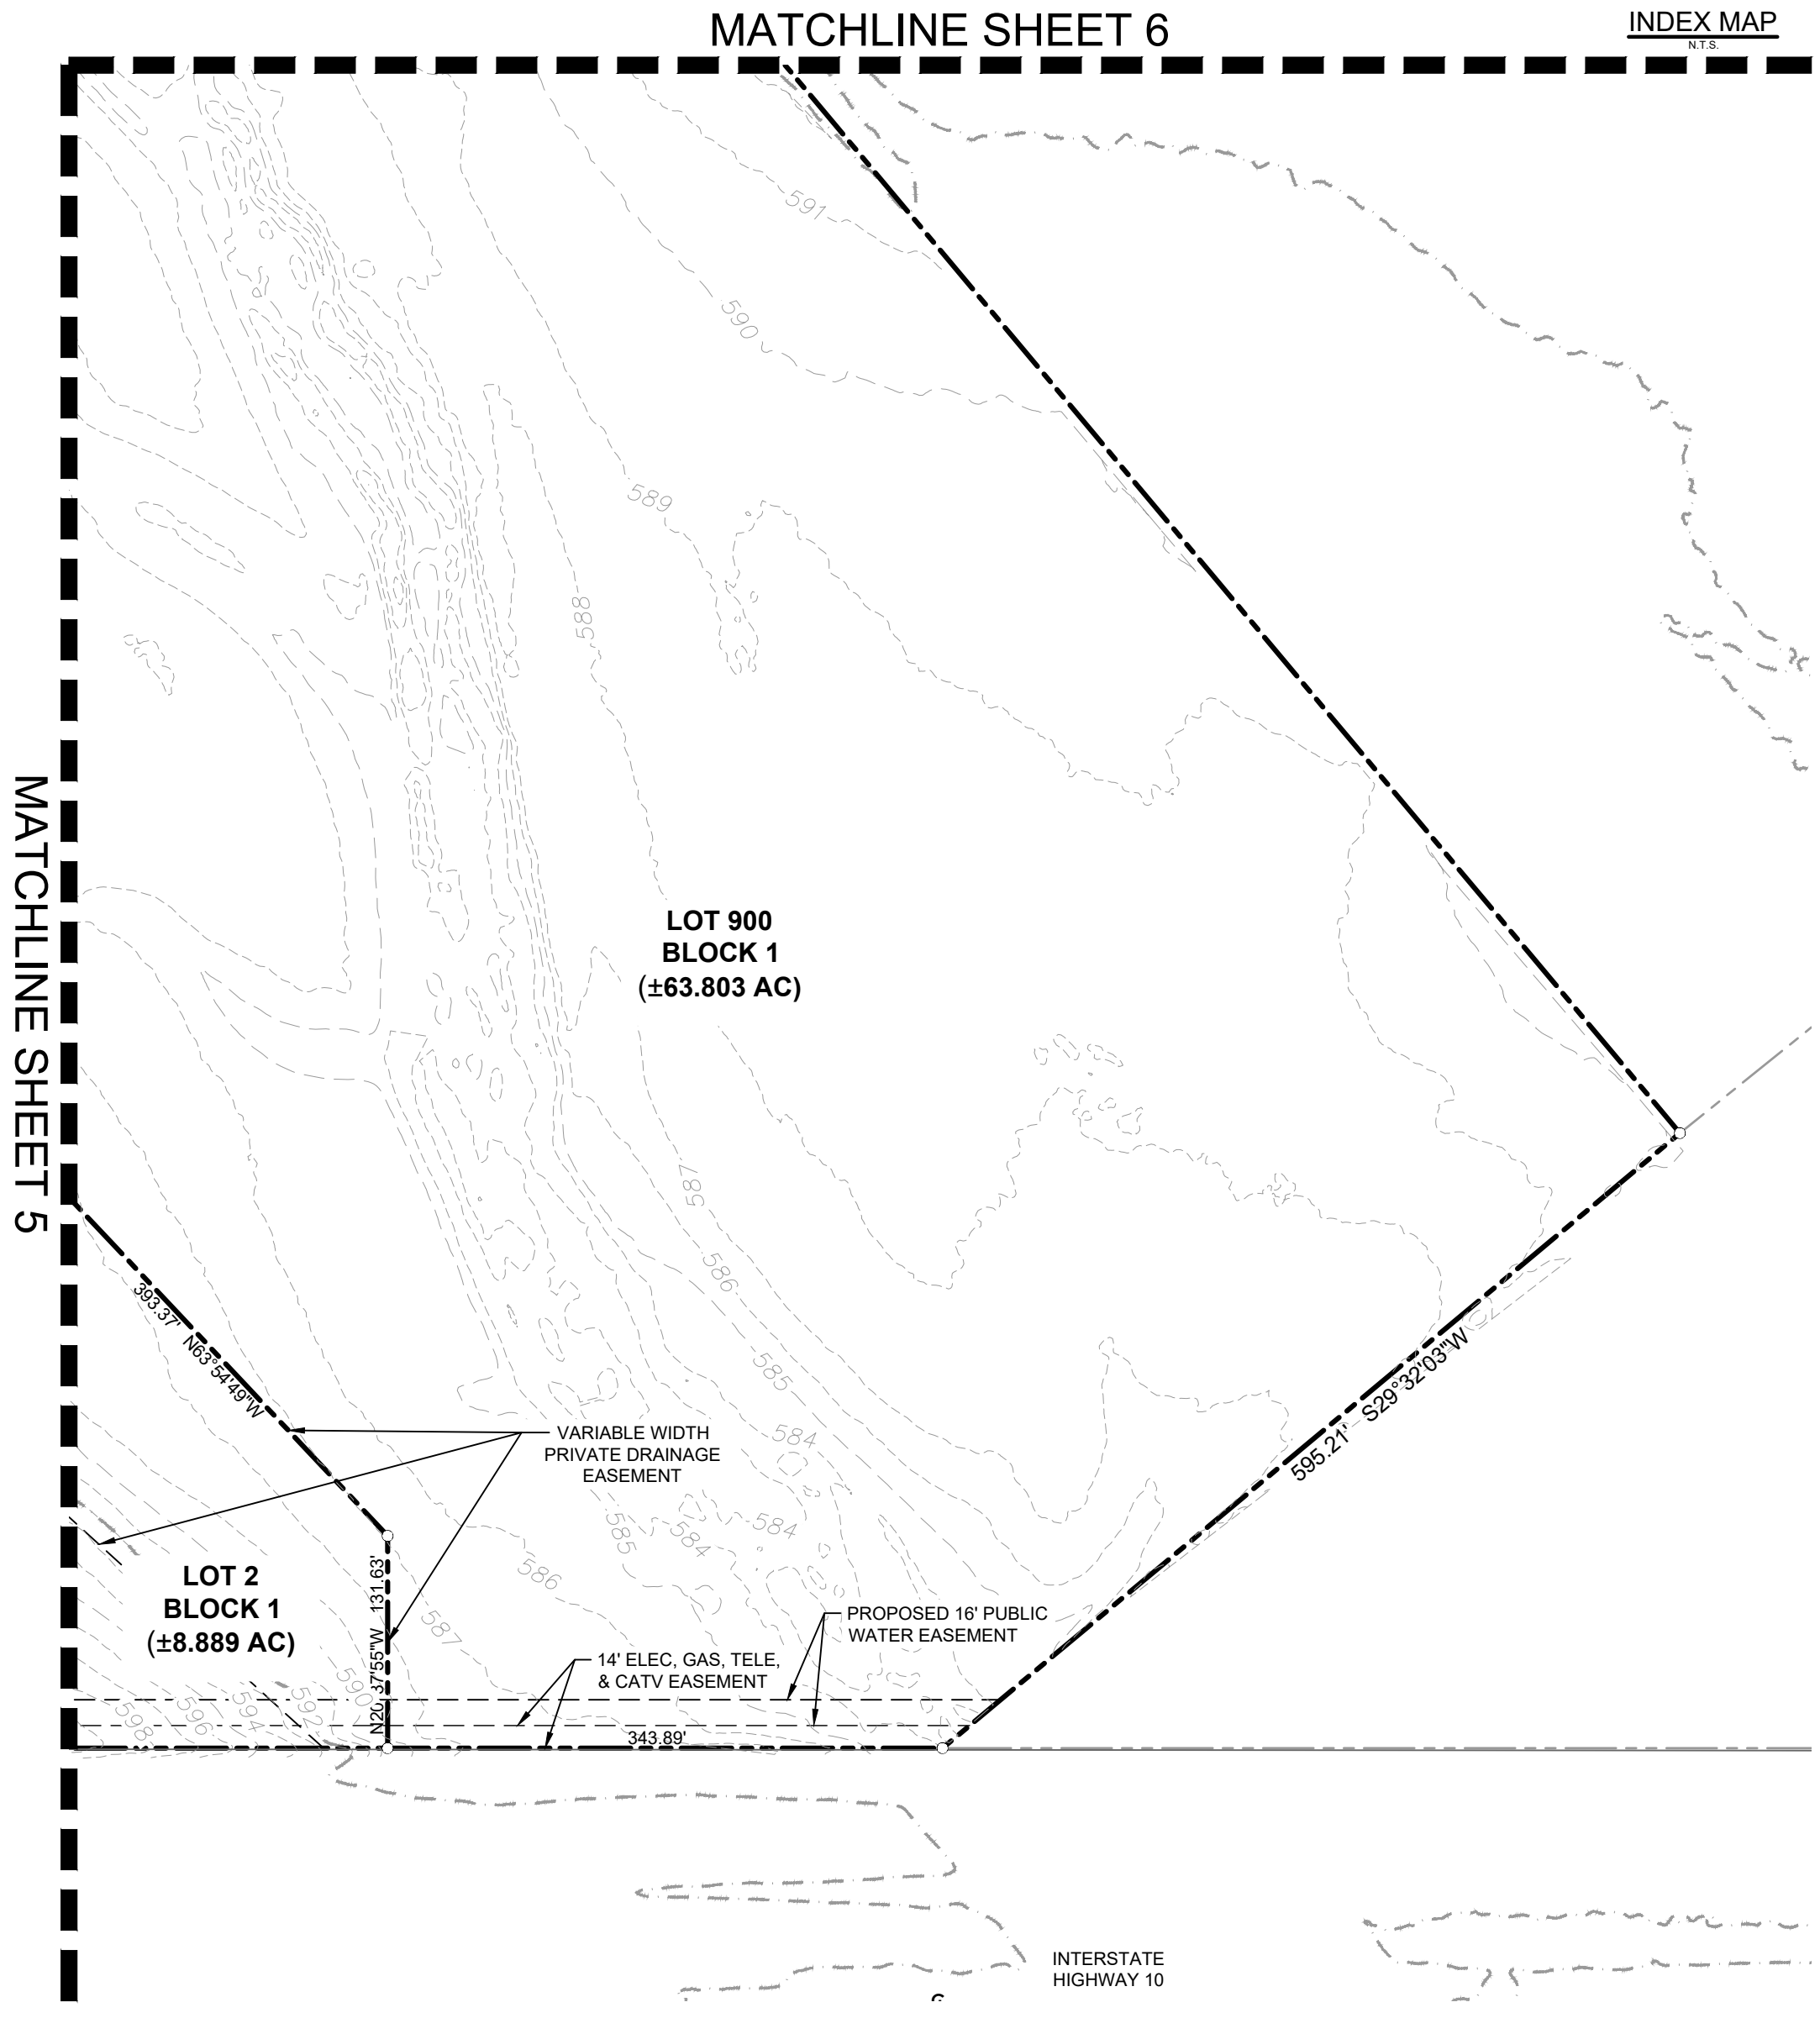 MATCHLINE SHEET 6
INDEX MAP
N.T.S.
591
590
589
588
MATCHLINE SHEET 5
LOT 900
BLOCK 1
(±63.803 AC)
587
586
585
393.37' N63°54'49"W
595.21' S29°32'03"W
VARIABLE WIDTH
PRIVATE DRAINAGE
EASEMENT
584
584
584
585
586
587
LOT 2
BLOCK 1
(±8.889 AC)
N20°37'55"W 131.63'
PROPOSED 16' PUBLIC
WATER EASEMENT
14' ELEC, GAS, TELE,
& CATV EASEMENT
590
592
594
596
598
343.89'
INTERSTATE
HIGHWAY 10